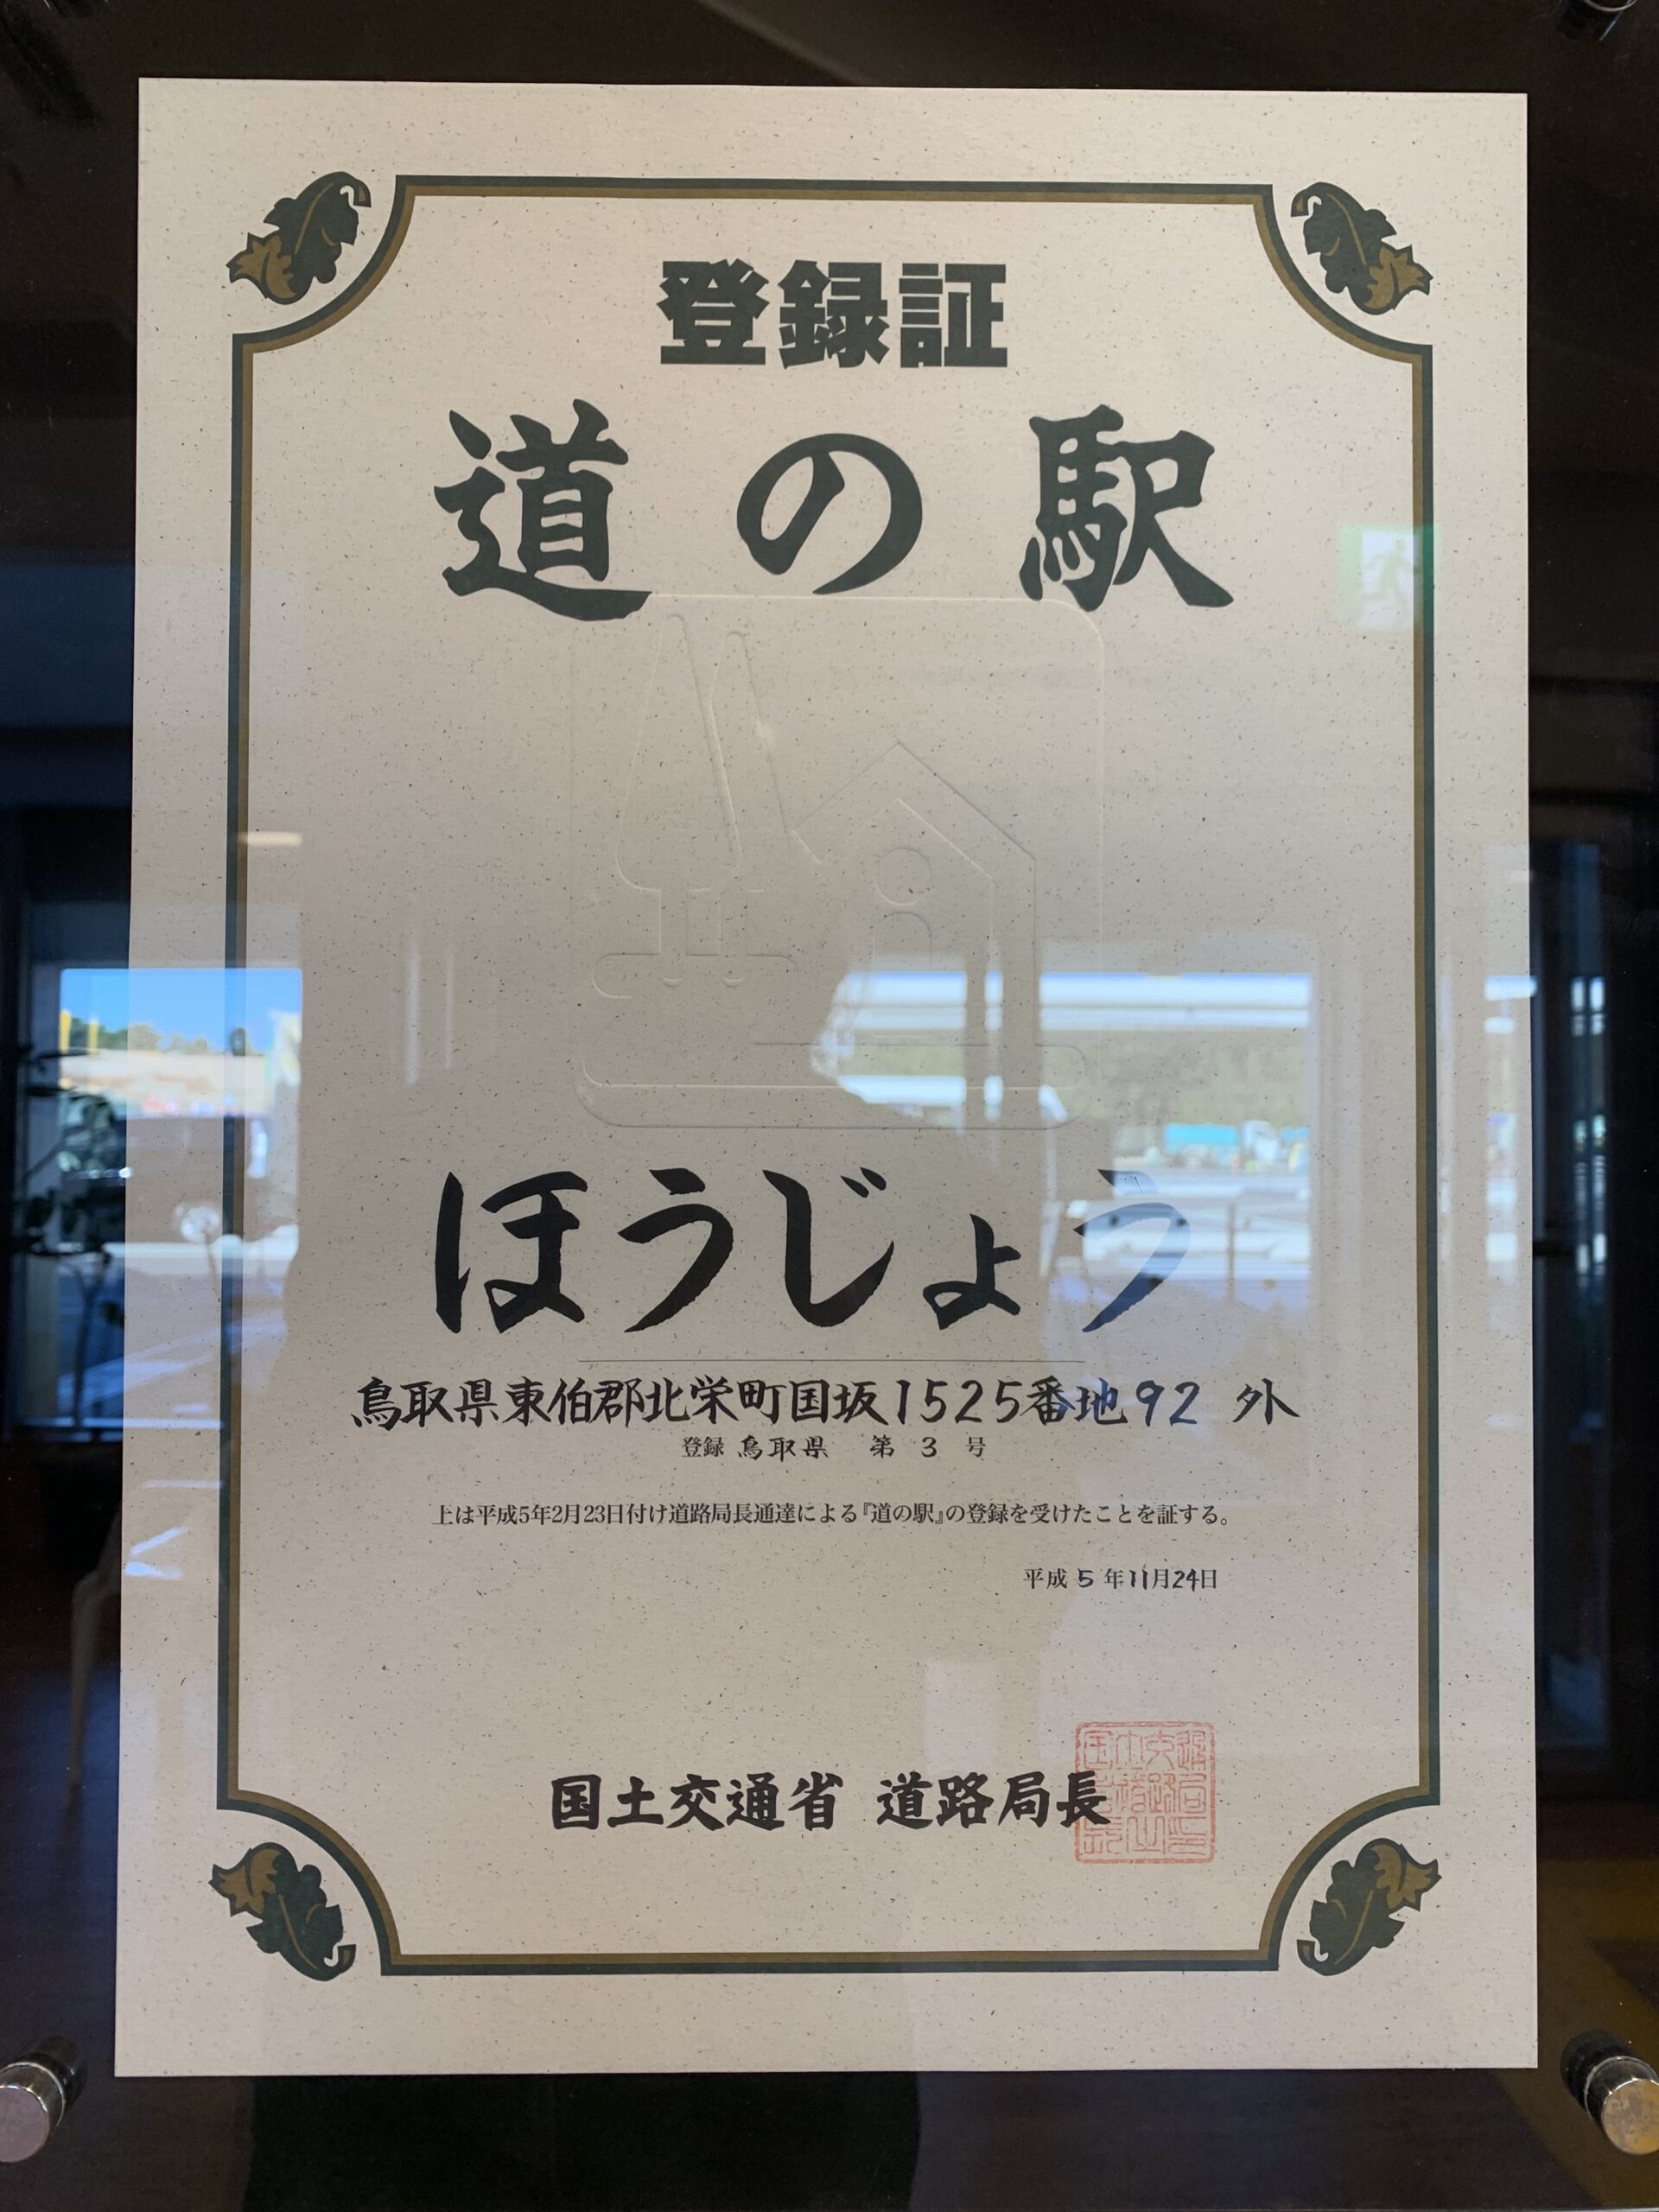 登録証
道の駅
ほうじょう
鳥取県東伯郡北栄町国坂1525番地92 外
登録 鳥取県 第 3 号
上は平成5年2月23日付け道路局長通達による『道の駅』の登録を受けたことを証する。
平成 5 年11月24日
国土交通省 道路局長